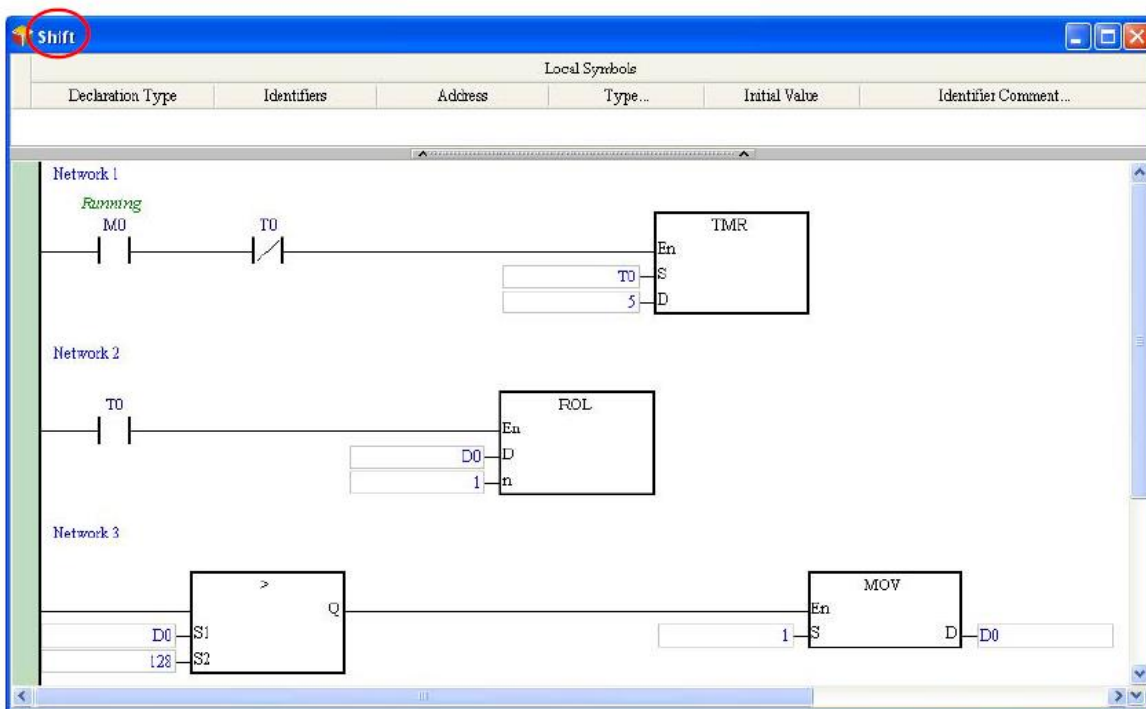 Shift
Local Symbols
Declaration Type Identifiers Address Type... Initial Value Identifier Comment...
Network 1
Running
M0 T0 TMR
En
T0 S
5 D
Network 2
T0 ROL
En
D0 D
1 n
Network 3
> MOV
Q En
D0 S1 1 S D D0
128 S2